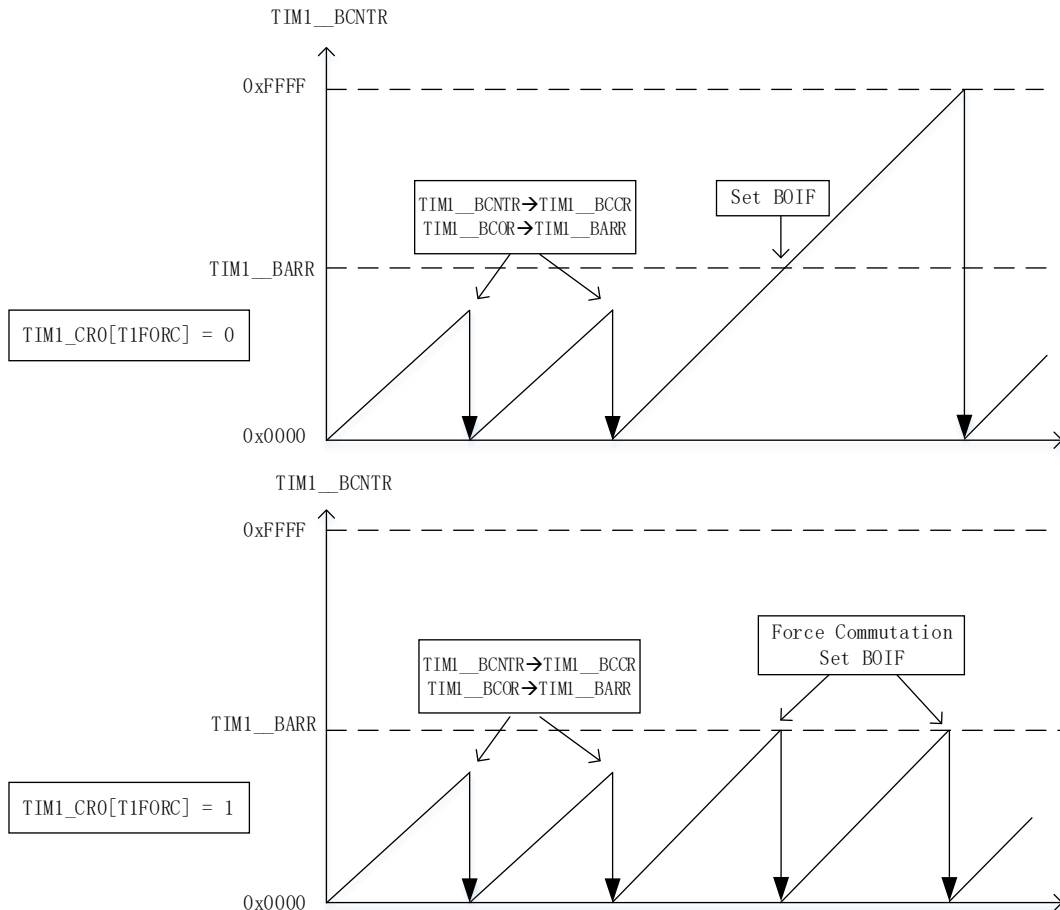 TIM1__BCNTR
0xFFFF
TIM1__BCNTR→TIM1__BCCR
TIM1__BCOR→TIM1__BARR
Set BOIF
TIM1__BARR
TIM1_CR0[T1FORC] = 0
0x0000
TIM1__BCNTR
0xFFFF
Force Commutation
Set BOIF
TIM1__BCNTR→TIM1__BCCR
TIM1__BCOR→TIM1__BARR
TIM1__BARR
TIM1_CR0[T1FORC] = 1
0x0000